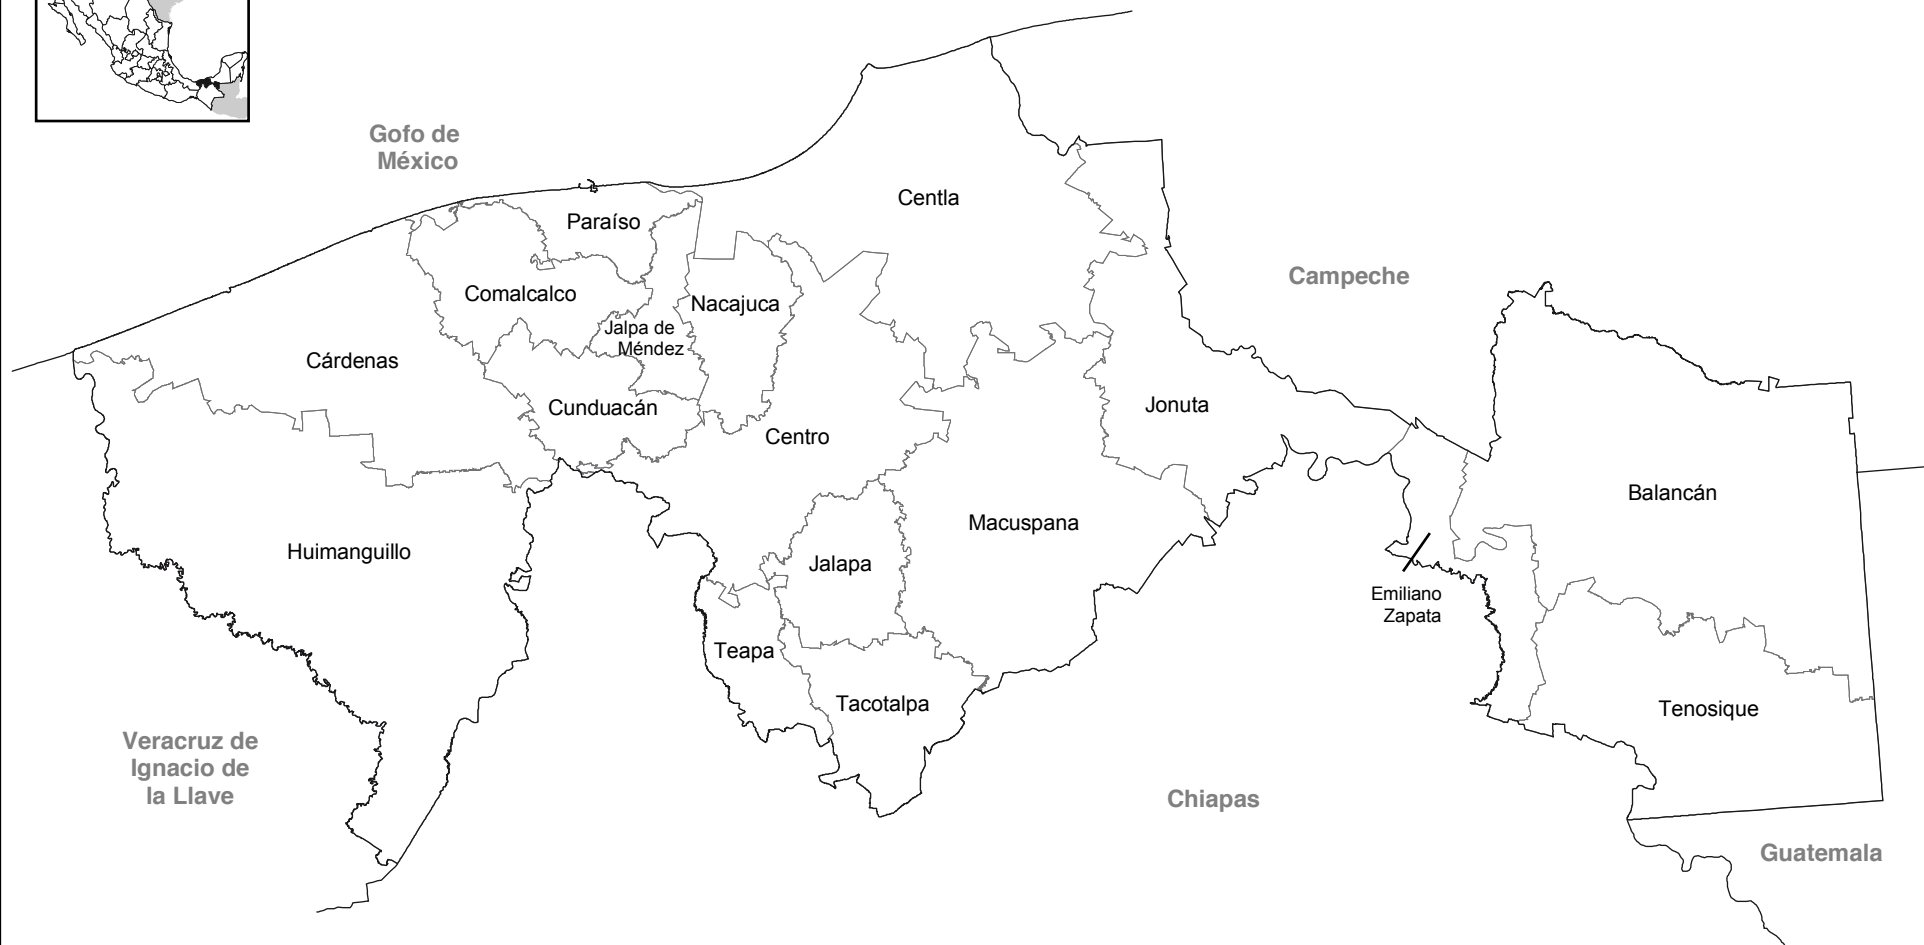 Gofo de
México
Centla
Paraíso
Campeche
Comalcalco
Nacajuca
Jalpa de
Méndez
Cárdenas
Cunduacán
Jonuta
Centro
Balancán
Macuspana
Huimanguillo
Jalapa
Emiliano
Zapata
Teapa
Tacotalpa
Tenosique
Veracruz de
Ignacio de
la Llave
Chiapas
Guatemala